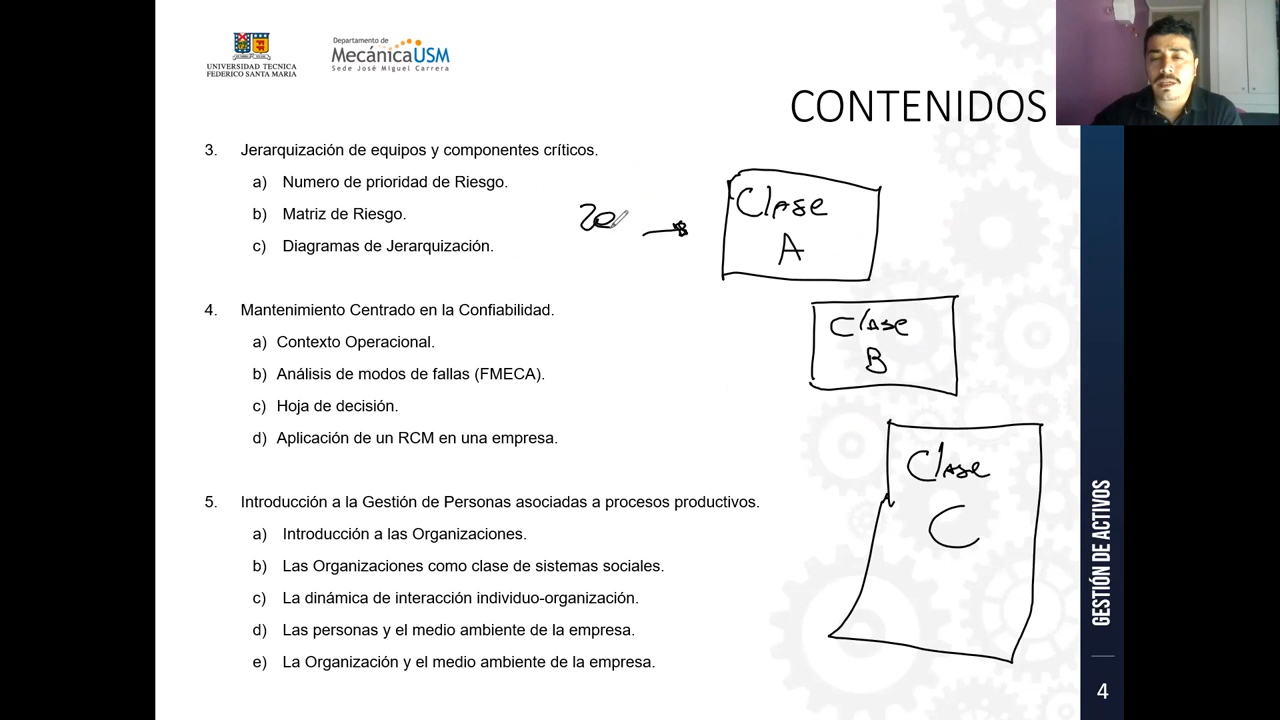 UNIVERSIDAD TECNICA
FEDERICO SANTA MARIA
Departamento de
MecánicaUSM
Sede José Miguel Carrera
CONTENIDOS
3. Jerarquización de equipos y componentes críticos.
a) Numero de prioridad de Riesgo.
b) Matriz de Riesgo.
c) Diagramas de Jerarquización.
4. Mantenimiento Centrado en la Confiabilidad.
a) Contexto Operacional.
b) Análisis de modos de fallas (FMECA).
c) Hoja de decisión.
d) Aplicación de un RCM en una empresa.
5. Introducción a la Gestión de Personas asociadas a procesos productivos.
a) Introducción a las Organizaciones.
b) Las Organizaciones como clase de sistemas sociales.
c) La dinámica de interacción individuo-organización.
d) Las personas y el medio ambiente de la empresa.
e) La Organización y el medio ambiente de la empresa.
Clase
A
Clase
B
Clase
C
GESTIÓN DE ACTIVOS
4